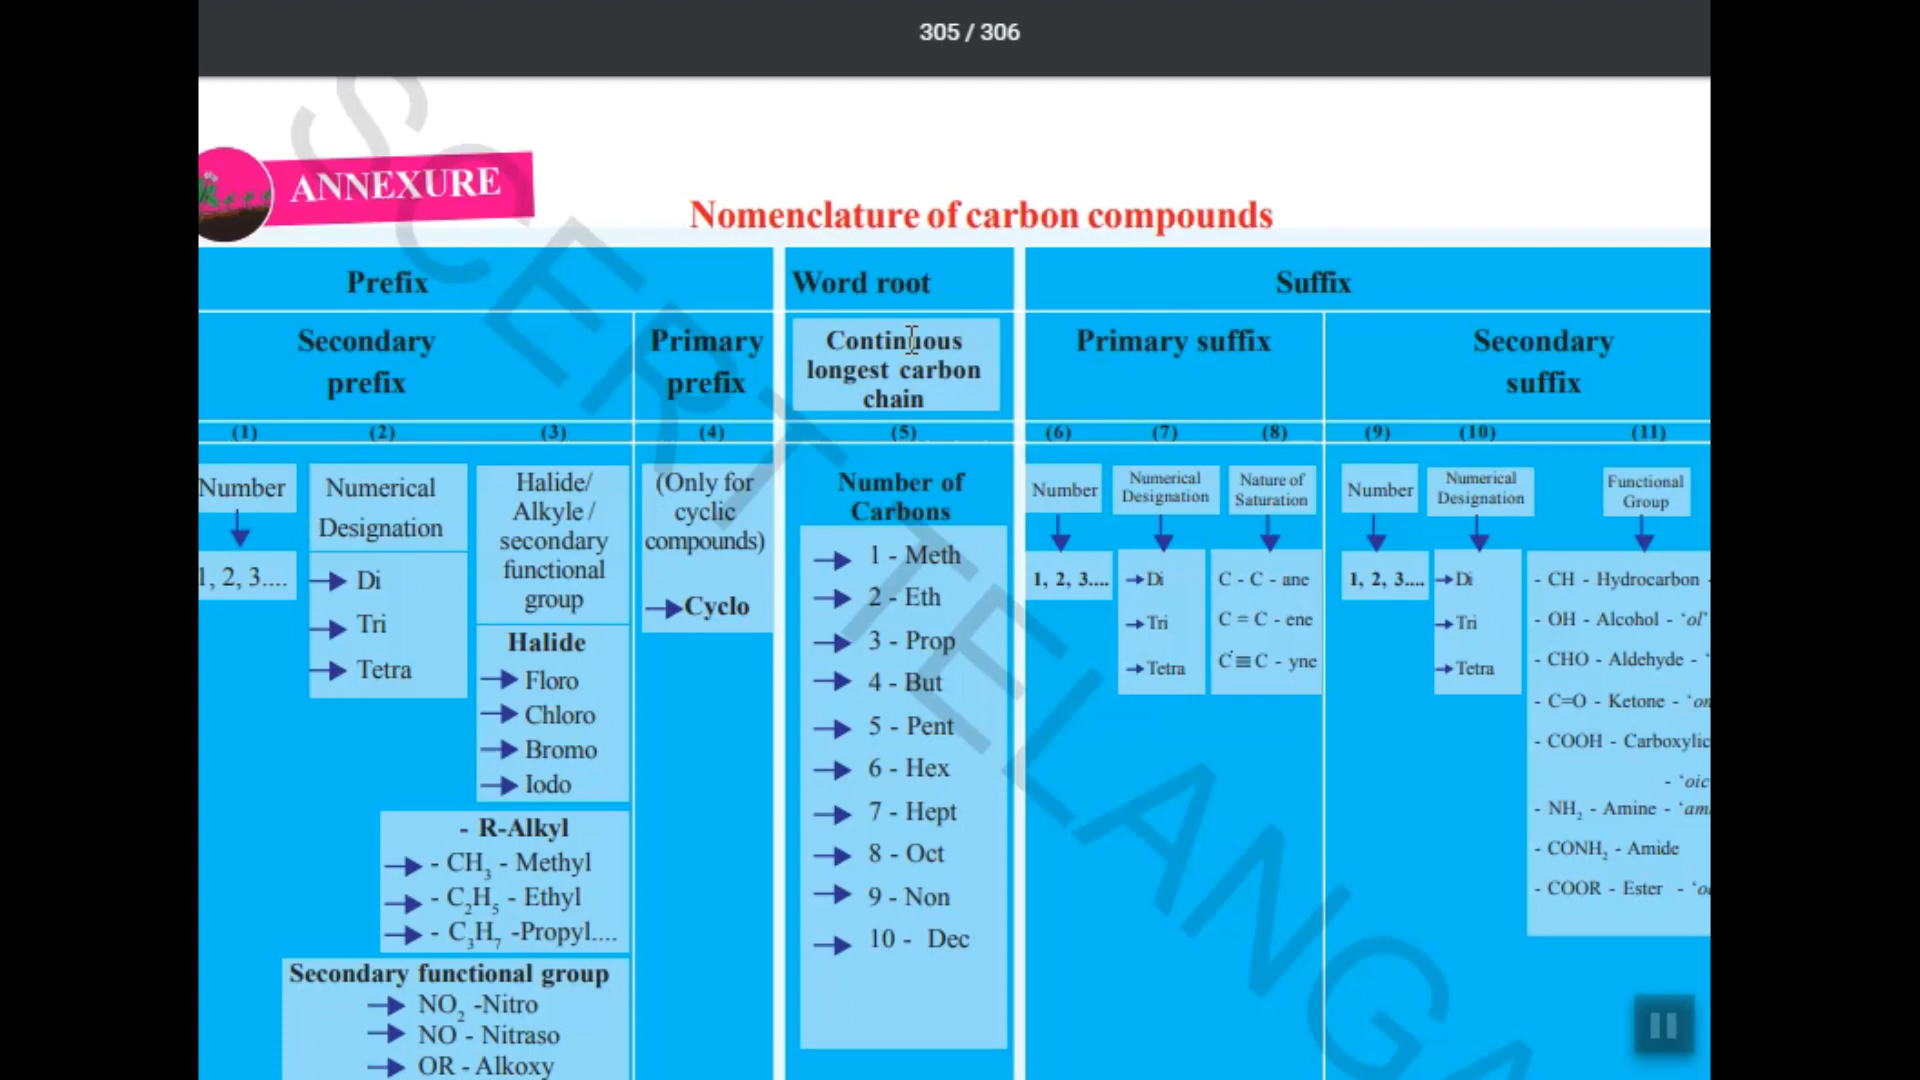 305 / 306
ANNEXURE
Nomenclature of carbon compounds
Prefix
Word root
Suffix
Secondary
prefix
Primary
prefix
Continuous
longest carbon
chain
Primary suffix
Secondary
suffix
(1)
(2)
(3)
(4)
(5)
(6)
(7)
(8)
(9)
(10)
(11)
Number
1, 2, 3....
Numerical
Designation
Di
Tri
Tetra
Halide/
Alkyle /
secondary
functional
group
Halide
Floro
Chloro
Bromo
Iodo
- R-Alkyl
- CH₃ - Methyl
- C₂H₅ - Ethyl
- C₃H₇ -Propyl....
Secondary functional group
NO₂ -Nitro
NO - Nitraso
OR - Alkoxy
(Only for
cyclic
compounds)
Cyclo
Number of
Carbons
1 - Meth
2 - Eth
3 - Prop
4 - But
5 - Pent
6 - Hex
7 - Hept
8 - Oct
9 - Non
10 - Dec
Number
1, 2, 3....
Numerical
Designation
Di
Tri
Tetra
Nature of
Saturation
C - C - ane
C = C - ene
C ≡ C - yne
Number
1, 2, 3....
Numerical
Designation
Di
Tri
Tetra
Functional
Group
- CH - Hydrocarbon -
- OH - Alcohol - 'ol'
- CHO - Aldehyde - '
- C=O - Ketone - 'on
- COOH - Carboxylic
- 'oic
- NH₂ - Amine - 'am
- CONH₂ - Amide
- COOR - Ester - 'o
SCERT TELANGA